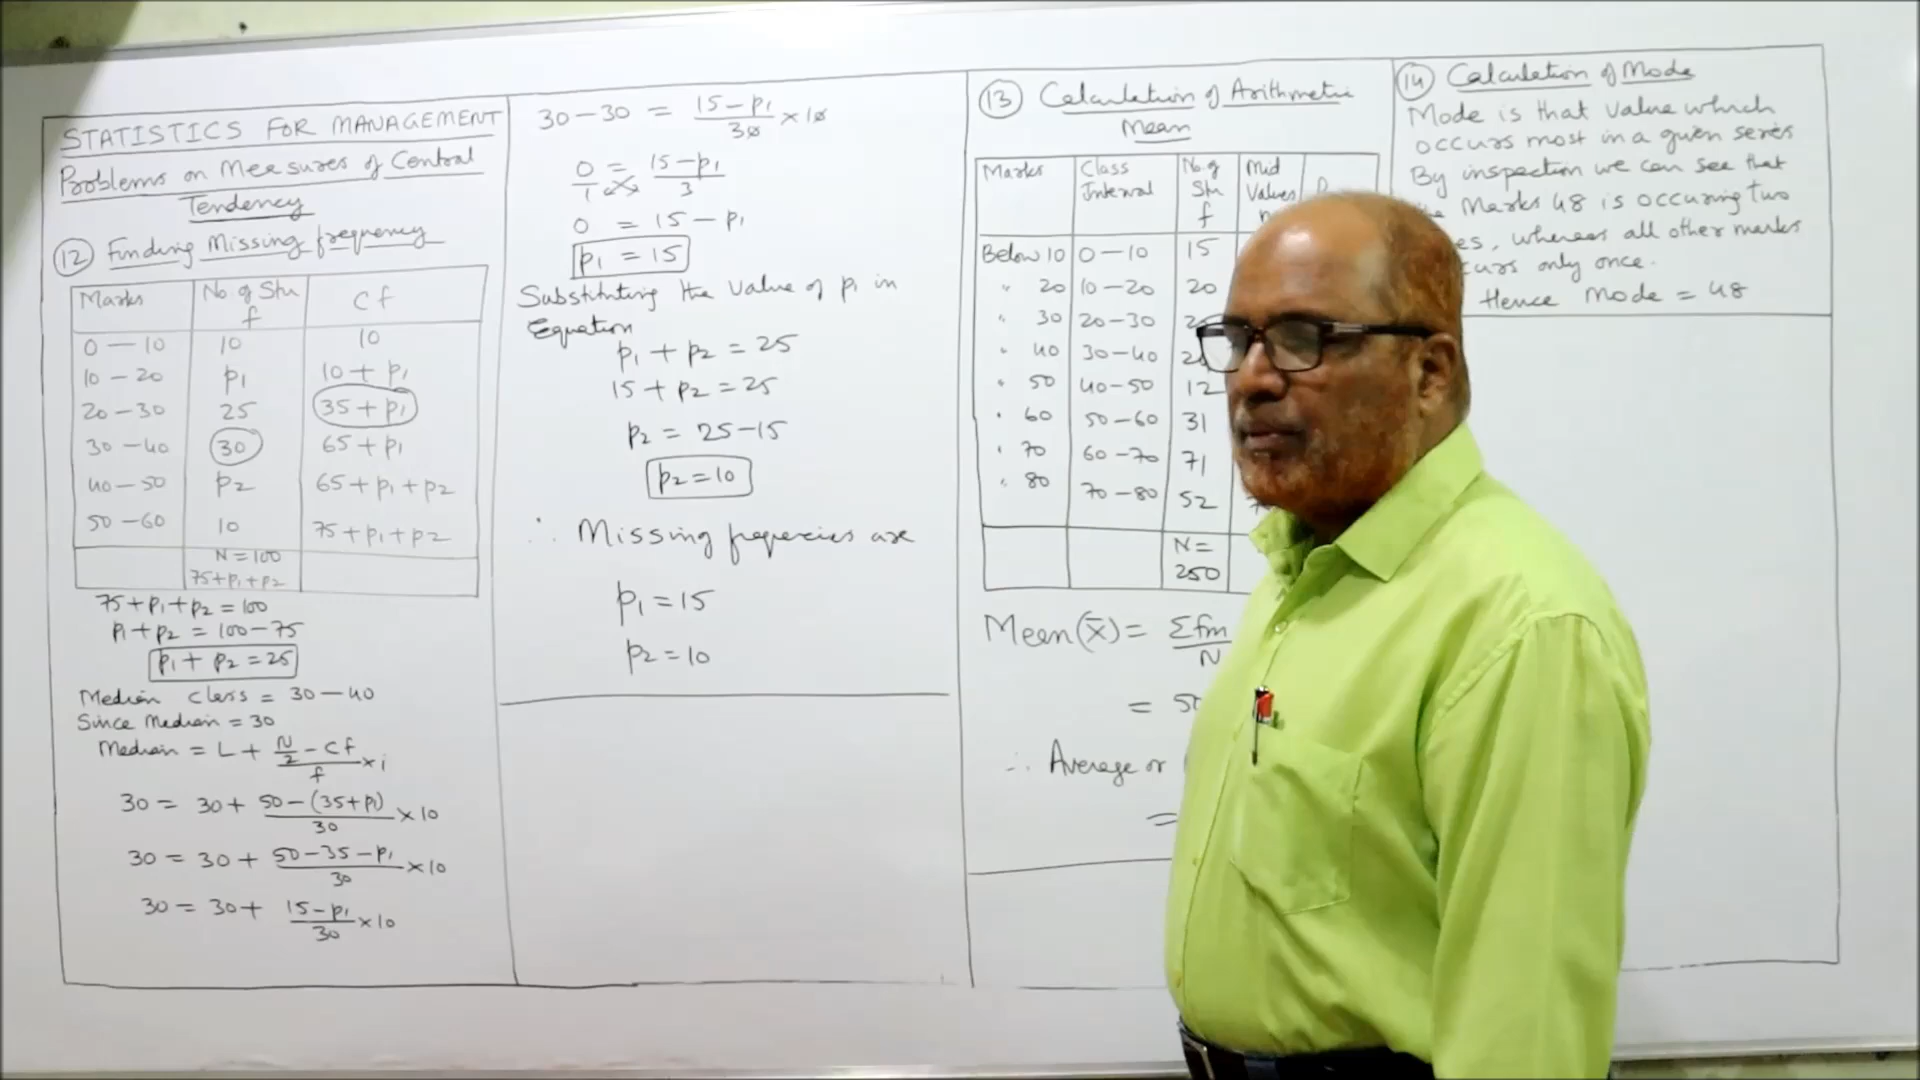 STATISTICS FOR MANAGEMENT
Problems on Measures of Central
Tendency
12 Finding Missing frequency
Marks No. of Stu f Cf
0 — 10 10 10
10 — 20 p1 10 + p1
20 — 30 25 35 + p1
30 — 40 30 65 + p1
40 — 50 p2 65 + p1 + p2
50 — 60 10 75 + p1 + p2
N = 100
75+p1+p2
75 + p1 + p2 = 100
p1 + p2 = 100 − 75
p1 + p2 = 25
Median class = 30 — 40
Since Median = 30
Median = L + (N/2 − cf)/f × i
30 = 30 + (50 − (35+p1))/30 × 10
30 = 30 + (50 − 35 − p1)/30 × 10
30 = 30 + (15 − p1)/30 × 10
30 − 30 = (15 − p1)/30 × 10
0/1 = (15 − p1)/3
0 = 15 − p1
p1 = 15
Substituting the value of p1 in
Equation
p1 + p2 = 25
15 + p2 = 25
p2 = 25 − 15
p2 = 10
∴ Missing frequencies are
p1 = 15
p2 = 10
13 Calculation of Arithmetic
Mean
Marks Class Interval No. of Stu f Mid Values
Below 10 0 — 10 15
" 20 10 — 20 20
" 30 20 — 30
" 40 30 — 40
" 50 40 — 50 12
" 60 50 — 60 31
" 70 60 — 70 71
" 80 70 — 80 52
N =
250
Mean (x̄) = Σfm/N
= 50
∴ Average or
=
14 Calculation of Mode
Mode is that value which
occurs most in a given series
By inspection we can see that
Marks 48 is occuring two
whereas all other marks
only once.
Hence Mode = 48